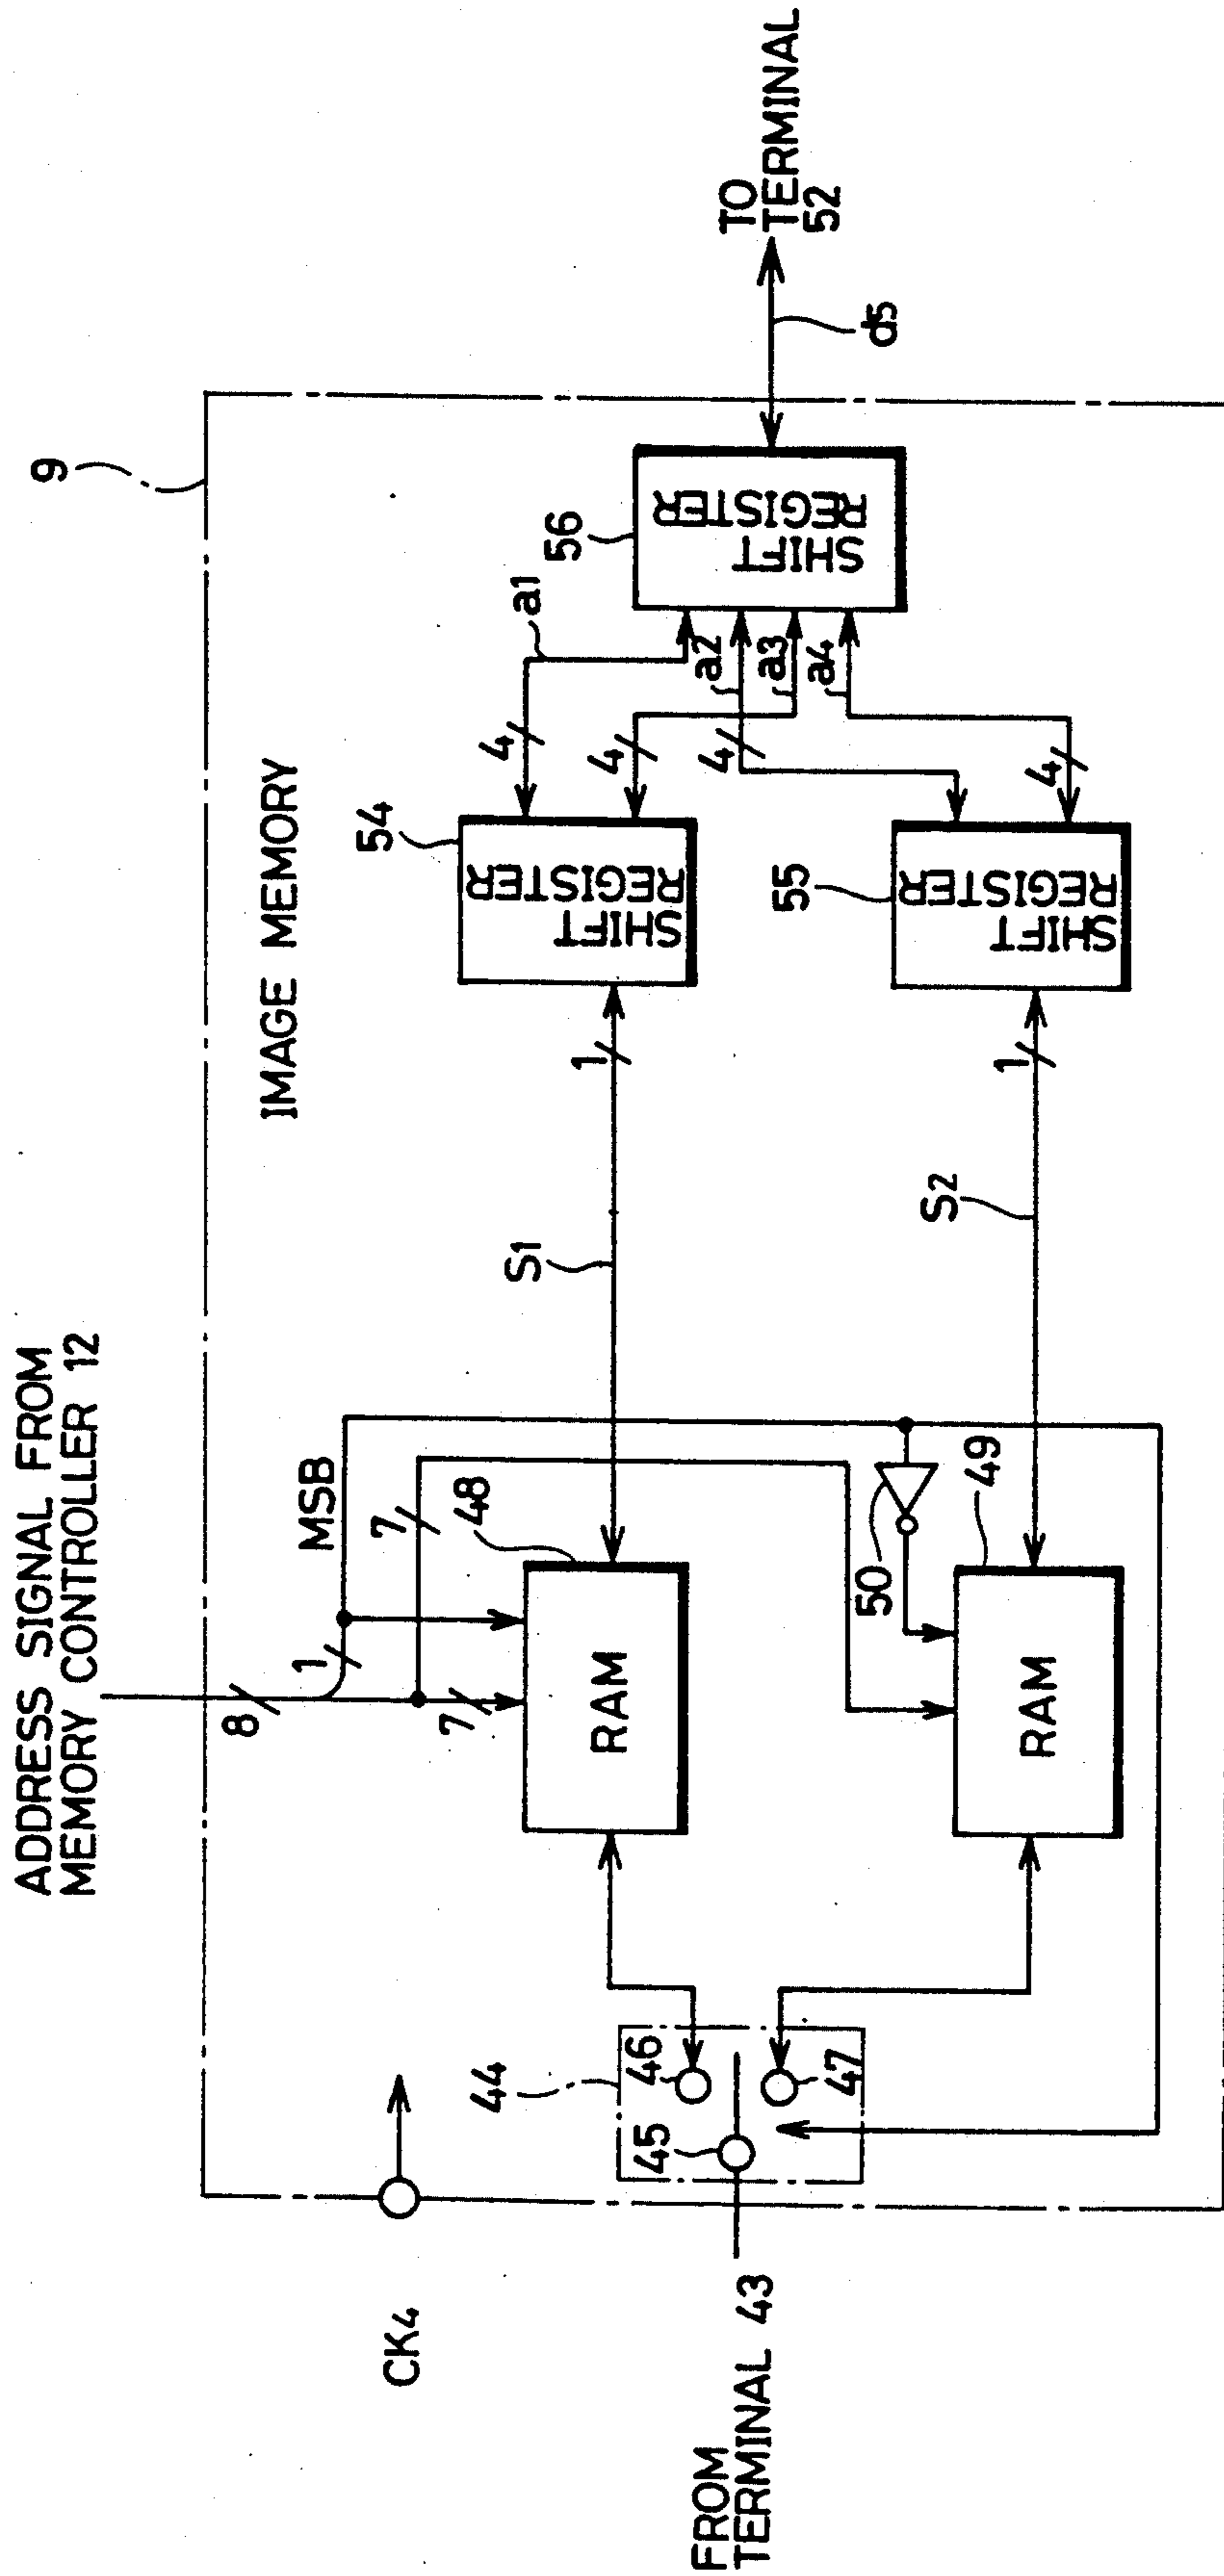 ADDRESS SIGNAL FROM
MEMORY CONTROLLER 12
9
IMAGE MEMORY
CK4
8
1
MSB
7
7
48
RAM
S1
1
54
SHIFT
REGISTER
4
4
4
4
a1
a2
a3
a4
56
SHIFT
REGISTER
d5
TO
TERMINAL
52
FROM
TERMINAL 43
44
45
46
47
50
49
RAM
S2
1
55
SHIFT
REGISTER